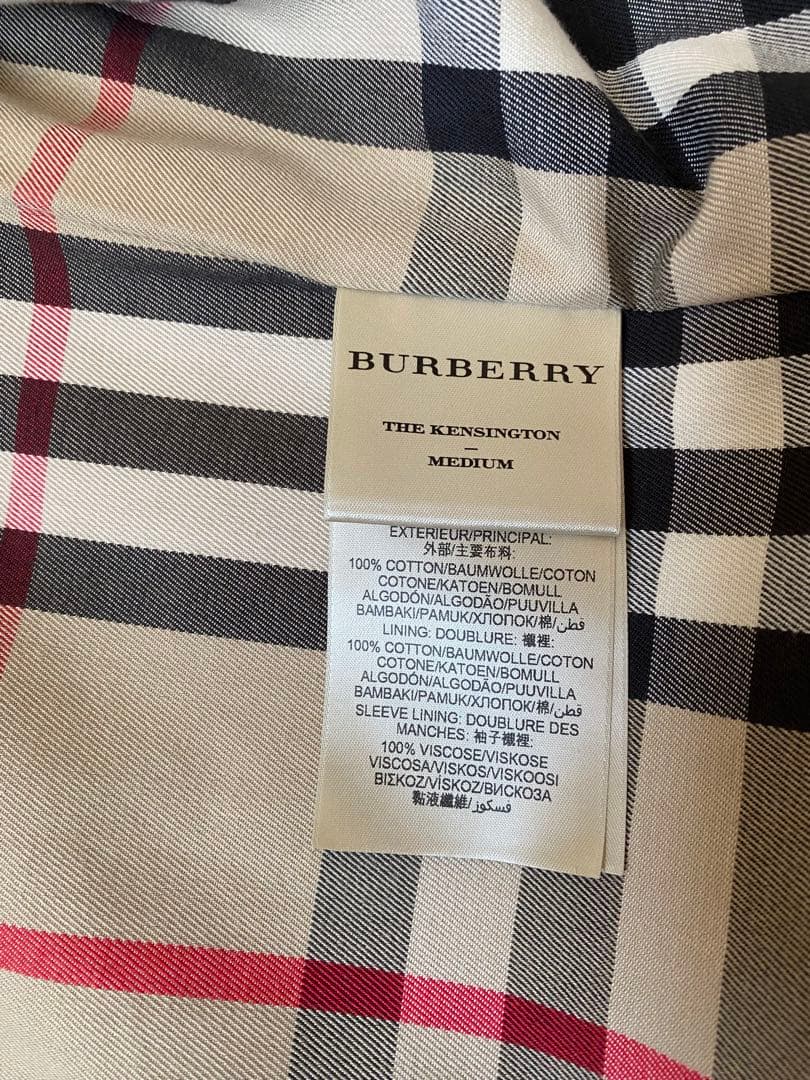 BURBERRY
THE KENSINGTON
–
MEDIUM
EXTERIEUR/PRINCIPAL:
外部/主要布料:
100% COTTON/BAUMWOLLE/COTON
COTONE/KATOEN/BOMULL
ALGODÓN/ALGODÃO/PUUVILLA
BAMBAKI/PAMUK/ХЛОПОК/棉/قطن
LINING: DOUBLURE: 襯裡:
100% COTTON/BAUMWOLLE/COTON
COTONE/KATOEN/BOMULL
ALGODÓN/ALGODÃO/PUUVILLA
BAMBAKI/PAMUK/ХЛОПОК/棉/قطن
SLEEVE LINING: DOUBLURE DES
MANCHES: 袖子襯裡:
100% VISCOSE/VISKOSE
VISCOSA/VISKOS/VISKOOSI
ΒΙΣΚΟΖ/VİSKOZ/ВИСКОЗА
黏液纖維/فسكوز